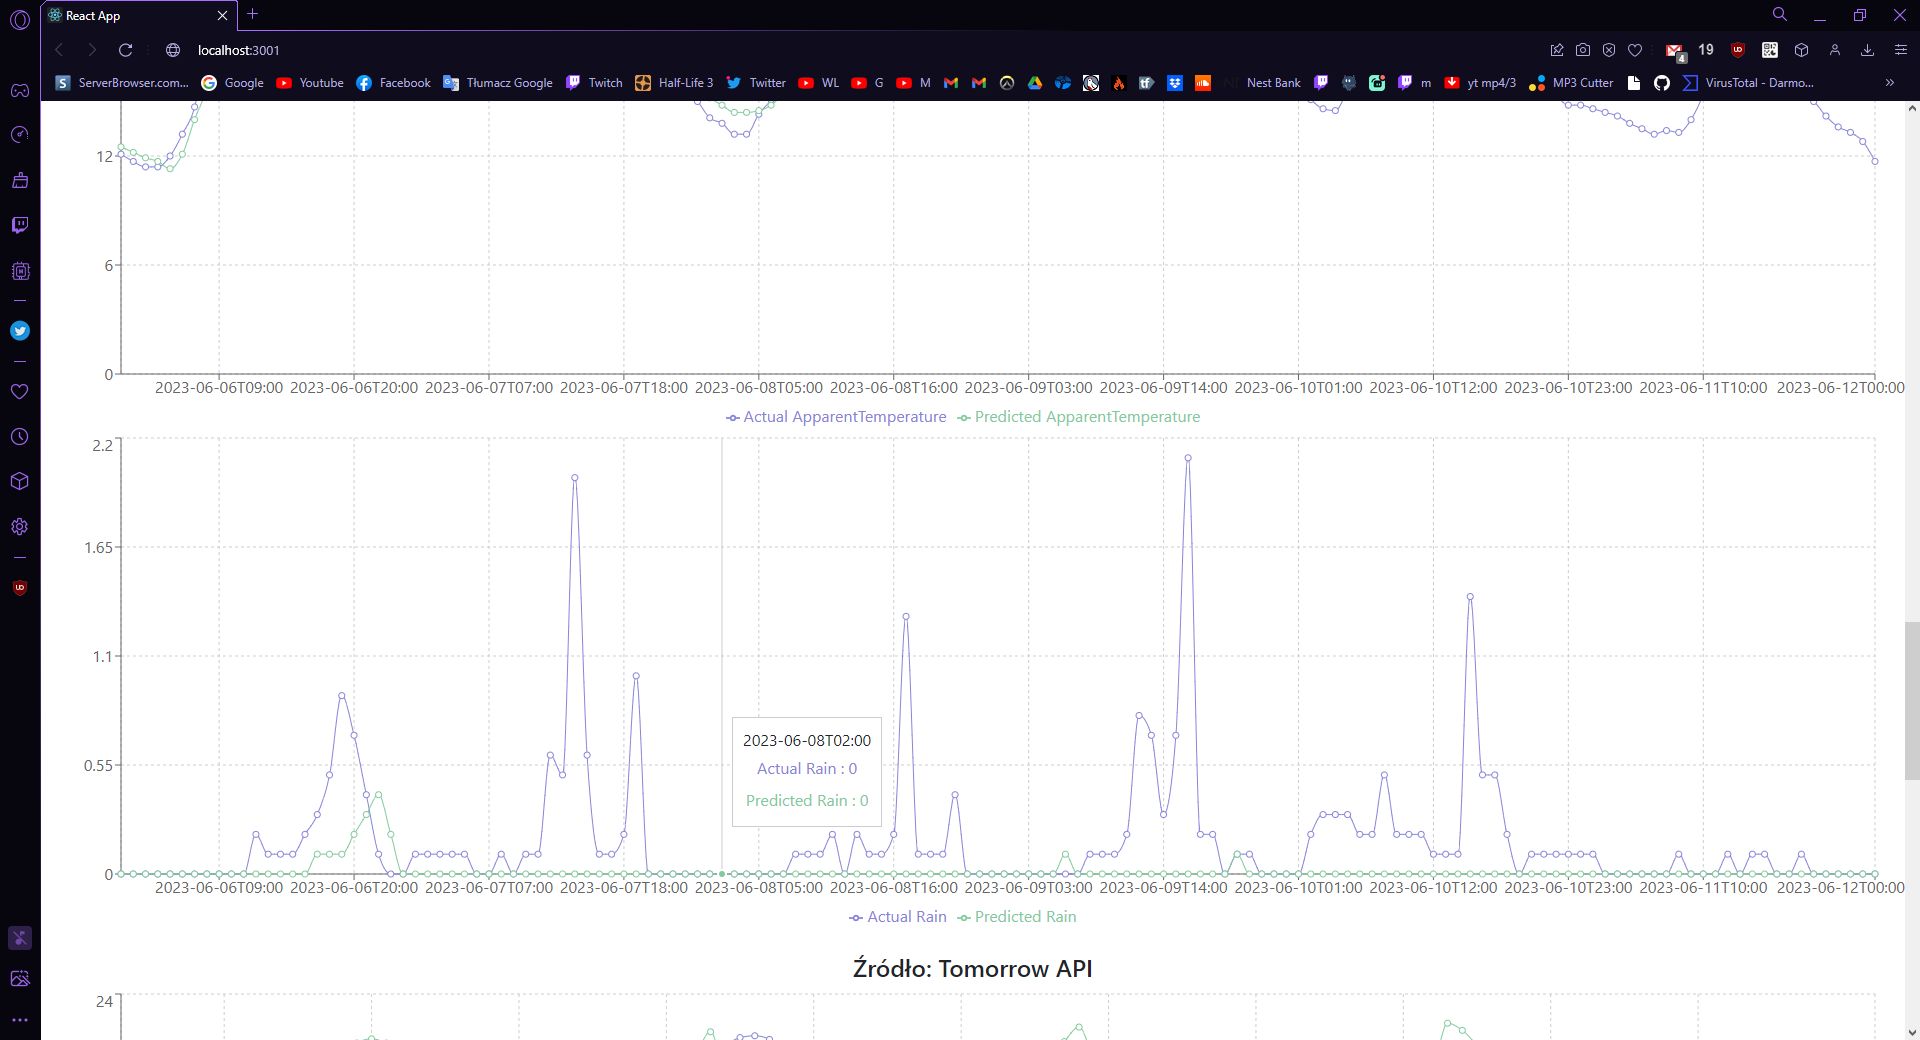 React App
localhost:3001
4
19
ServerBrowser.com... Google Youtube Facebook Tłumacz Google Twitch Half-Life 3 Twitter WL G M Nest Bank m yt mp4/3 MP3 Cutter VirusTotal - Darmo...
12
6
0
2023-06-06T09:00 2023-06-06T20:00 2023-06-07T07:00 2023-06-07T18:00 2023-06-08T05:00 2023-06-08T16:00 2023-06-09T03:00 2023-06-09T14:00 2023-06-10T01:00 2023-06-10T12:00 2023-06-10T23:00 2023-06-11T10:00 2023-06-12T00:00
Actual ApparentTemperature Predicted ApparentTemperature
2.2
1.65
1.1
0.55
0
2023-06-08T02:00
Actual Rain : 0
Predicted Rain : 0
2023-06-06T09:00 2023-06-06T20:00 2023-06-07T07:00 2023-06-07T18:00 2023-06-08T05:00 2023-06-08T16:00 2023-06-09T03:00 2023-06-09T14:00 2023-06-10T01:00 2023-06-10T12:00 2023-06-10T23:00 2023-06-11T10:00 2023-06-12T00:00
Actual Rain Predicted Rain
Źródło: Tomorrow API
24